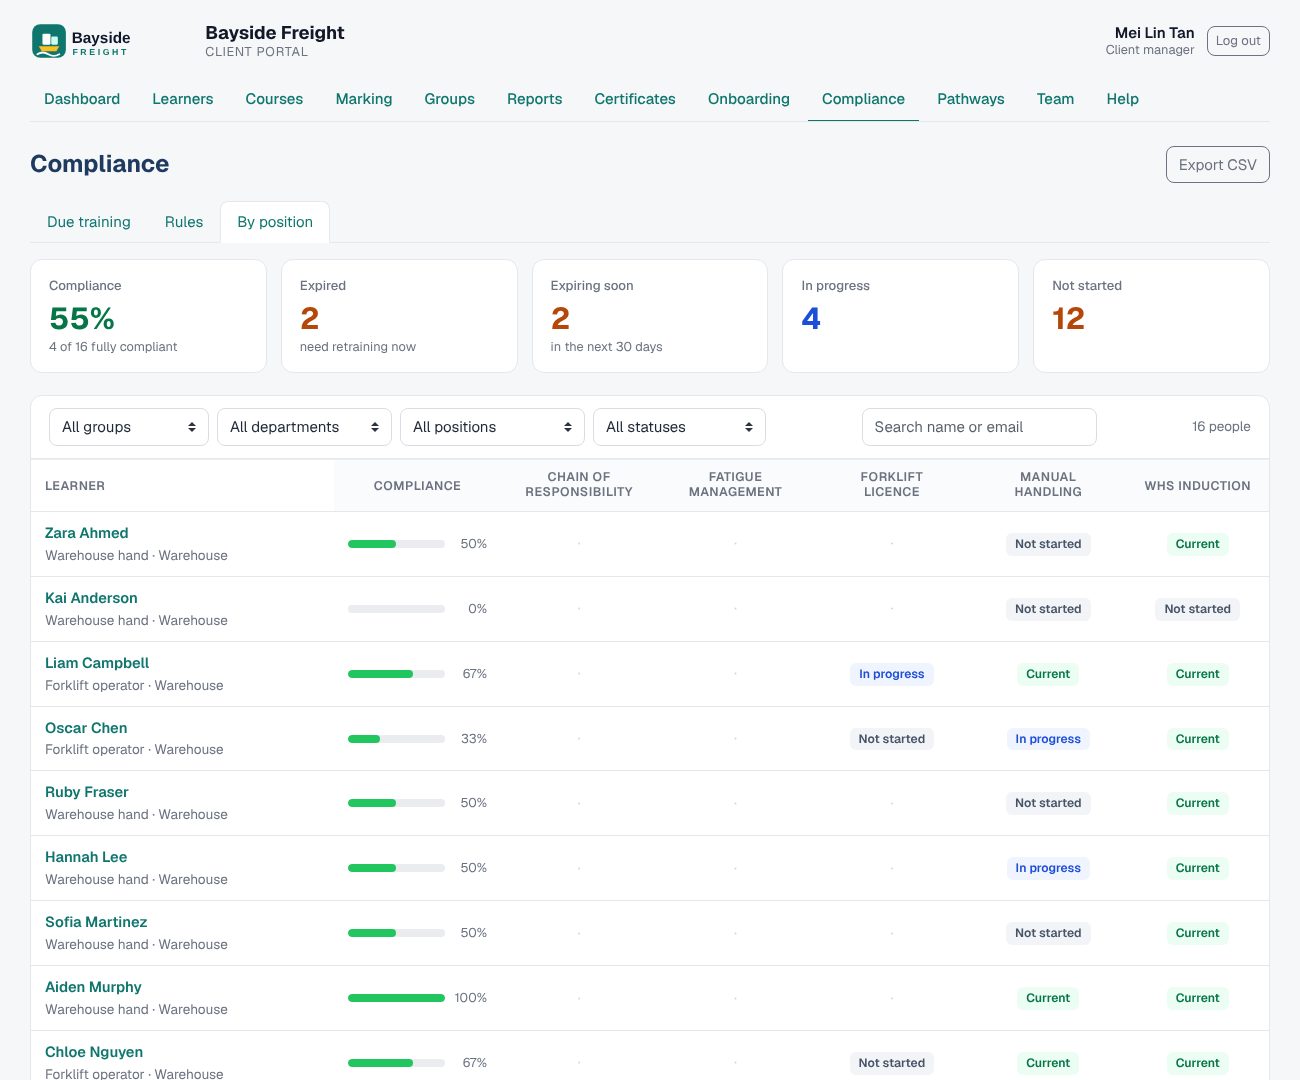 Bayside
FREIGHT
Bayside Freight
CLIENT PORTAL
Mei Lin Tan
Client manager
Log out
Dashboard Learners Courses Marking Groups Reports Certificates Onboarding Compliance Pathways Team Help
Compliance
Export CSV
Due training Rules By position
Compliance
55%
4 of 16 fully compliant
Expired
2
need retraining now
Expiring soon
2
in the next 30 days
In progress
4
Not started
12
All groups All departments All positions All statuses Search name or email 16 people
LEARNER COMPLIANCE CHAIN OF RESPONSIBILITY FATIGUE MANAGEMENT FORKLIFT LICENCE MANUAL HANDLING WHS INDUCTION
Zara Ahmed
Warehouse hand · Warehouse
50% · · · Not started Current
Kai Anderson
Warehouse hand · Warehouse
0% · · · Not started Not started
Liam Campbell
Forklift operator · Warehouse
67% · · In progress Current Current
Oscar Chen
Forklift operator · Warehouse
33% · · Not started In progress Current
Ruby Fraser
Warehouse hand · Warehouse
50% · · · Not started Current
Hannah Lee
Warehouse hand · Warehouse
50% · · · In progress Current
Sofia Martinez
Warehouse hand · Warehouse
50% · · · Not started Current
Aiden Murphy
Warehouse hand · Warehouse
100% · · · Current Current
Chloe Nguyen
Forklift operator · Warehouse
67% · · Not started Current Current